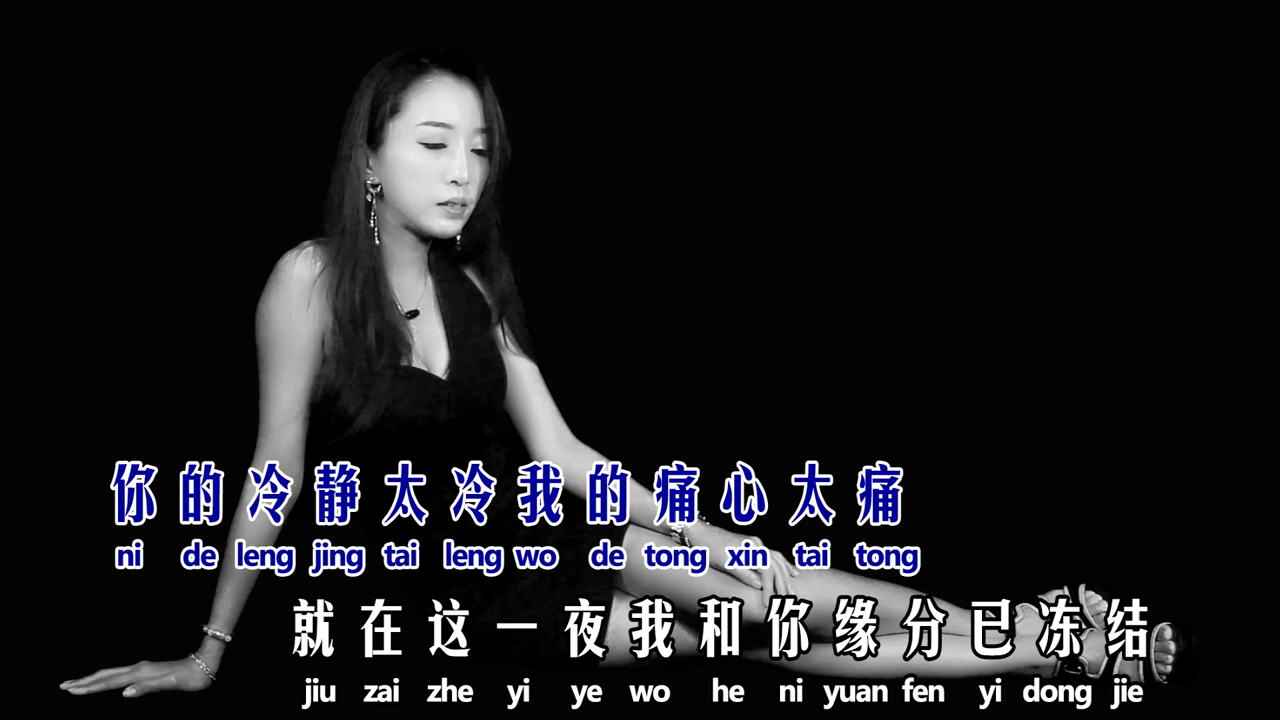 你的冷静太冷我的痛心太痛
ni de leng jing tai leng wo de tong xin tai tong
就在这一夜我和你缘分已冻结
jiu zai zhe yi ye wo he ni yuan fen yi dong jie